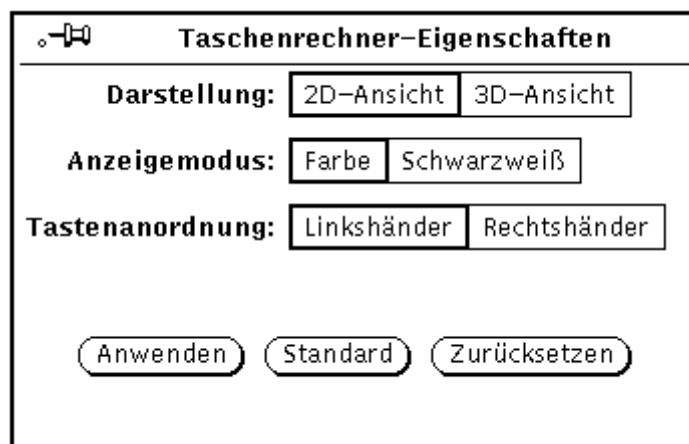 Taschenrechner-Eigenschaften
Darstellung: 2D-Ansicht 3D-Ansicht
Anzeigemodus: Farbe Schwarzweiß
Tastenanordnung: Linkshänder Rechtshänder
Anwenden Standard Zurücksetzen